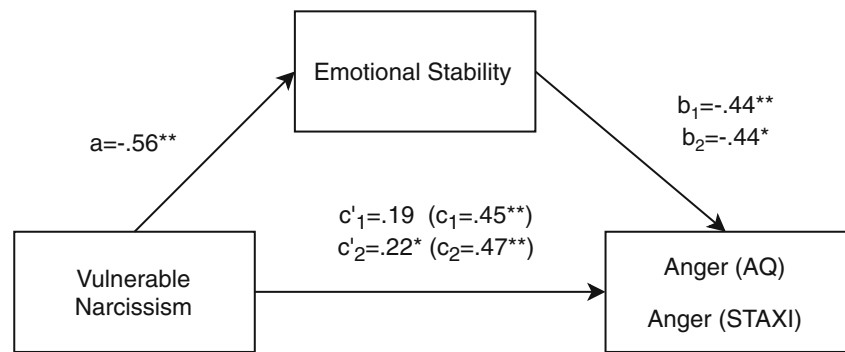 Emotional Stability
a=-.56**
b₁=-.44**
b₂=-.44*
c'₁=.19 (c₁=.45**)
c'₂=.22* (c₂=.47**)
Vulnerable
Narcissism
Anger (AQ)
Anger (STAXI)